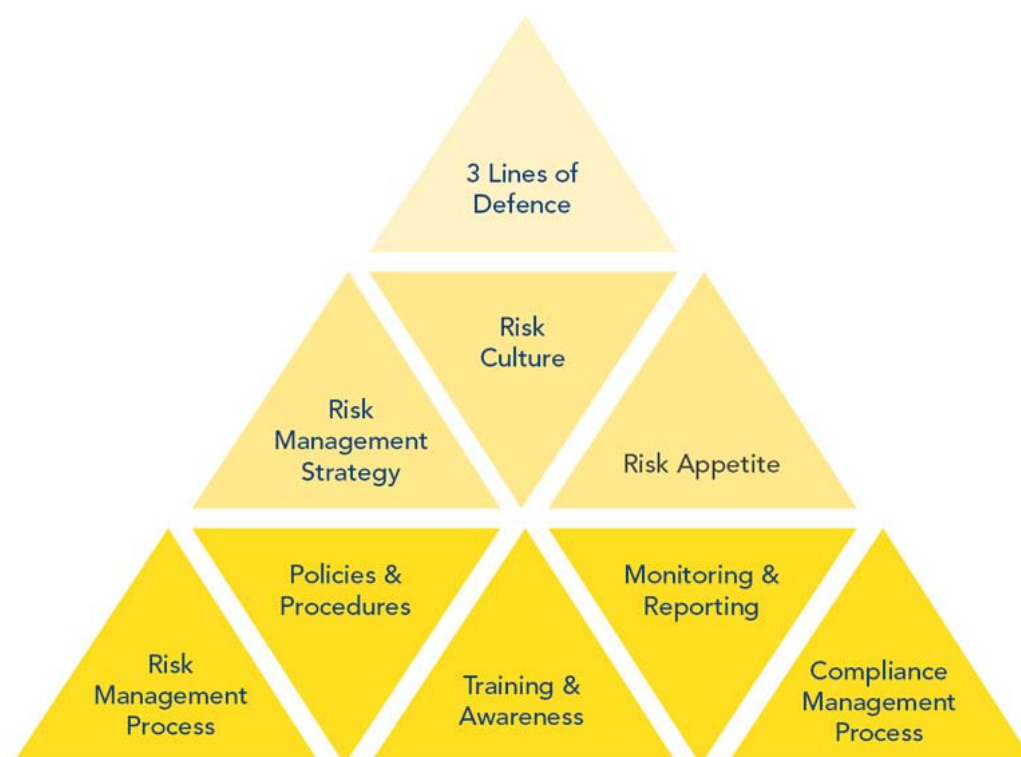 3 Lines of
Defence
Risk
Culture
Risk
Management
Strategy
Risk Appetite
Risk
Management
Process
Policies &
Procedures
Training &
Awareness
Monitoring &
Reporting
Compliance
Management
Process